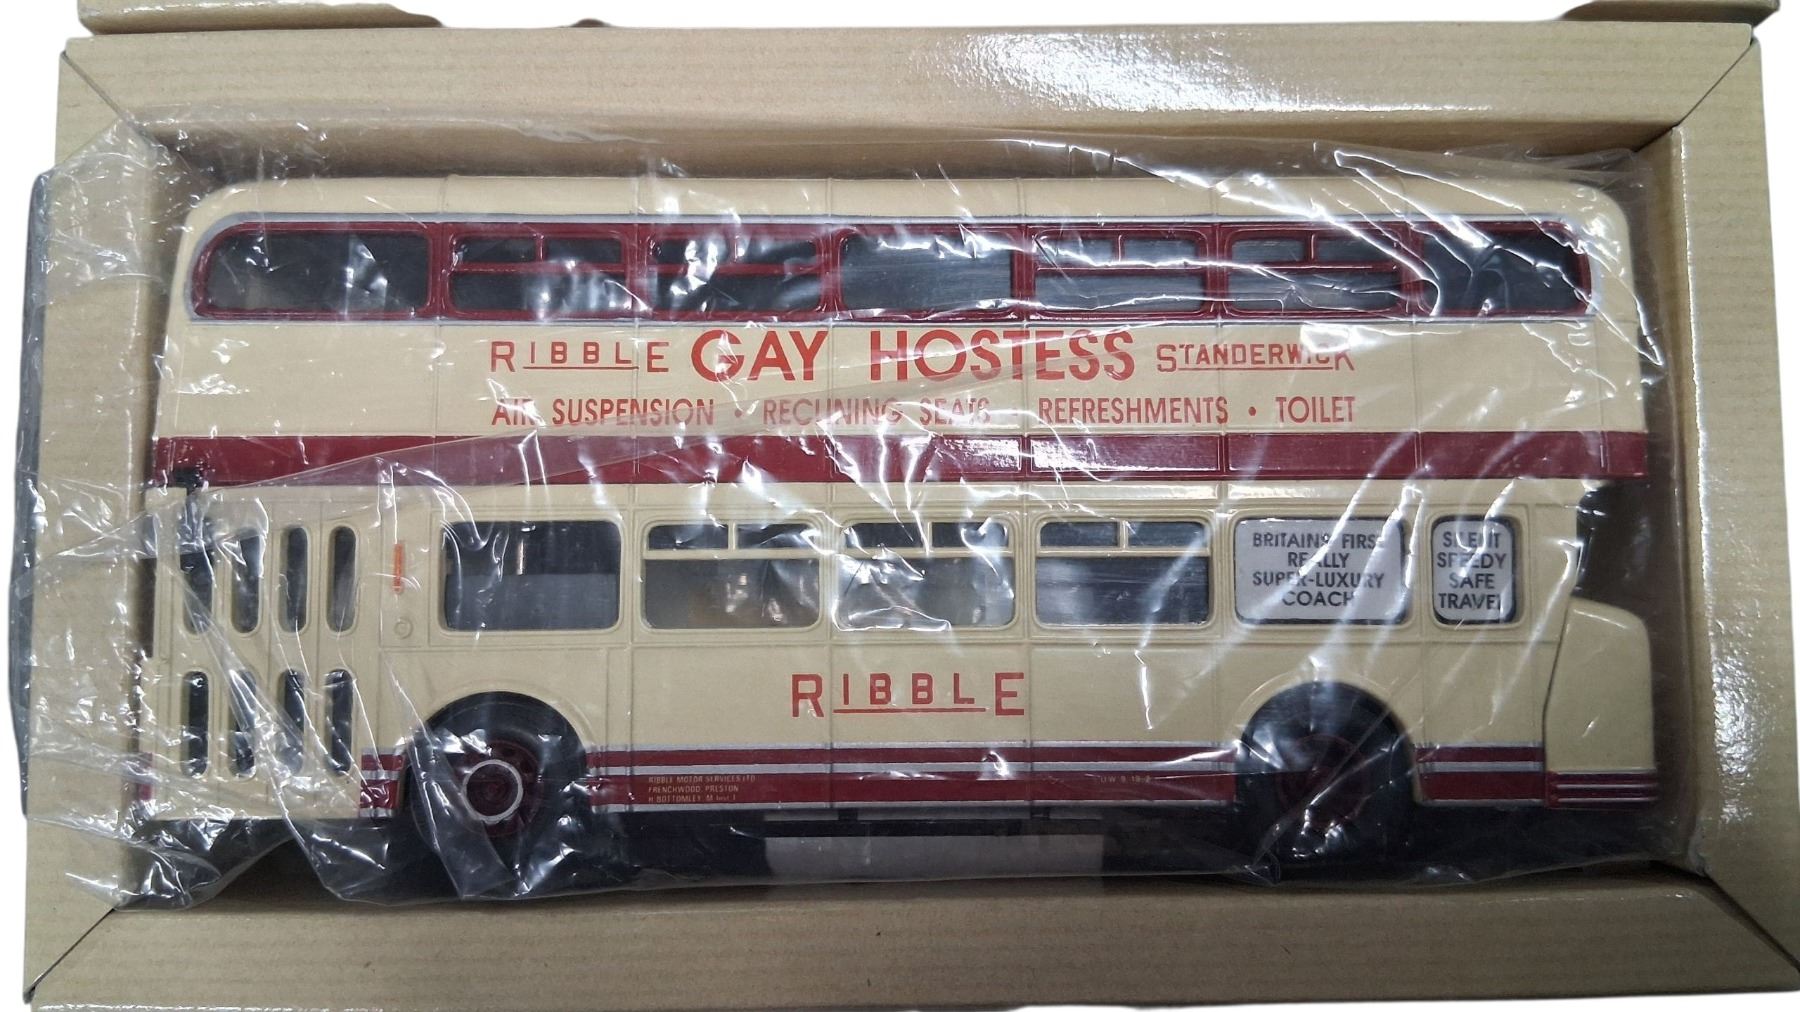 RIBBLE GAY HOSTESS STANDERWICK
AIR SUSPENSION • RECLINING SEATS • REFRESHMENTS • TOILET
BRITAINS FIRST
REALLY
SUPER-LUXURY
COACH
SILENT
SPEEDY
SAFE
TRAVEL
RIBBLE
RIBBLE MOTOR SERVICES LTD
FRENCHWOOD, PRESTON
H BOTTOMLEY